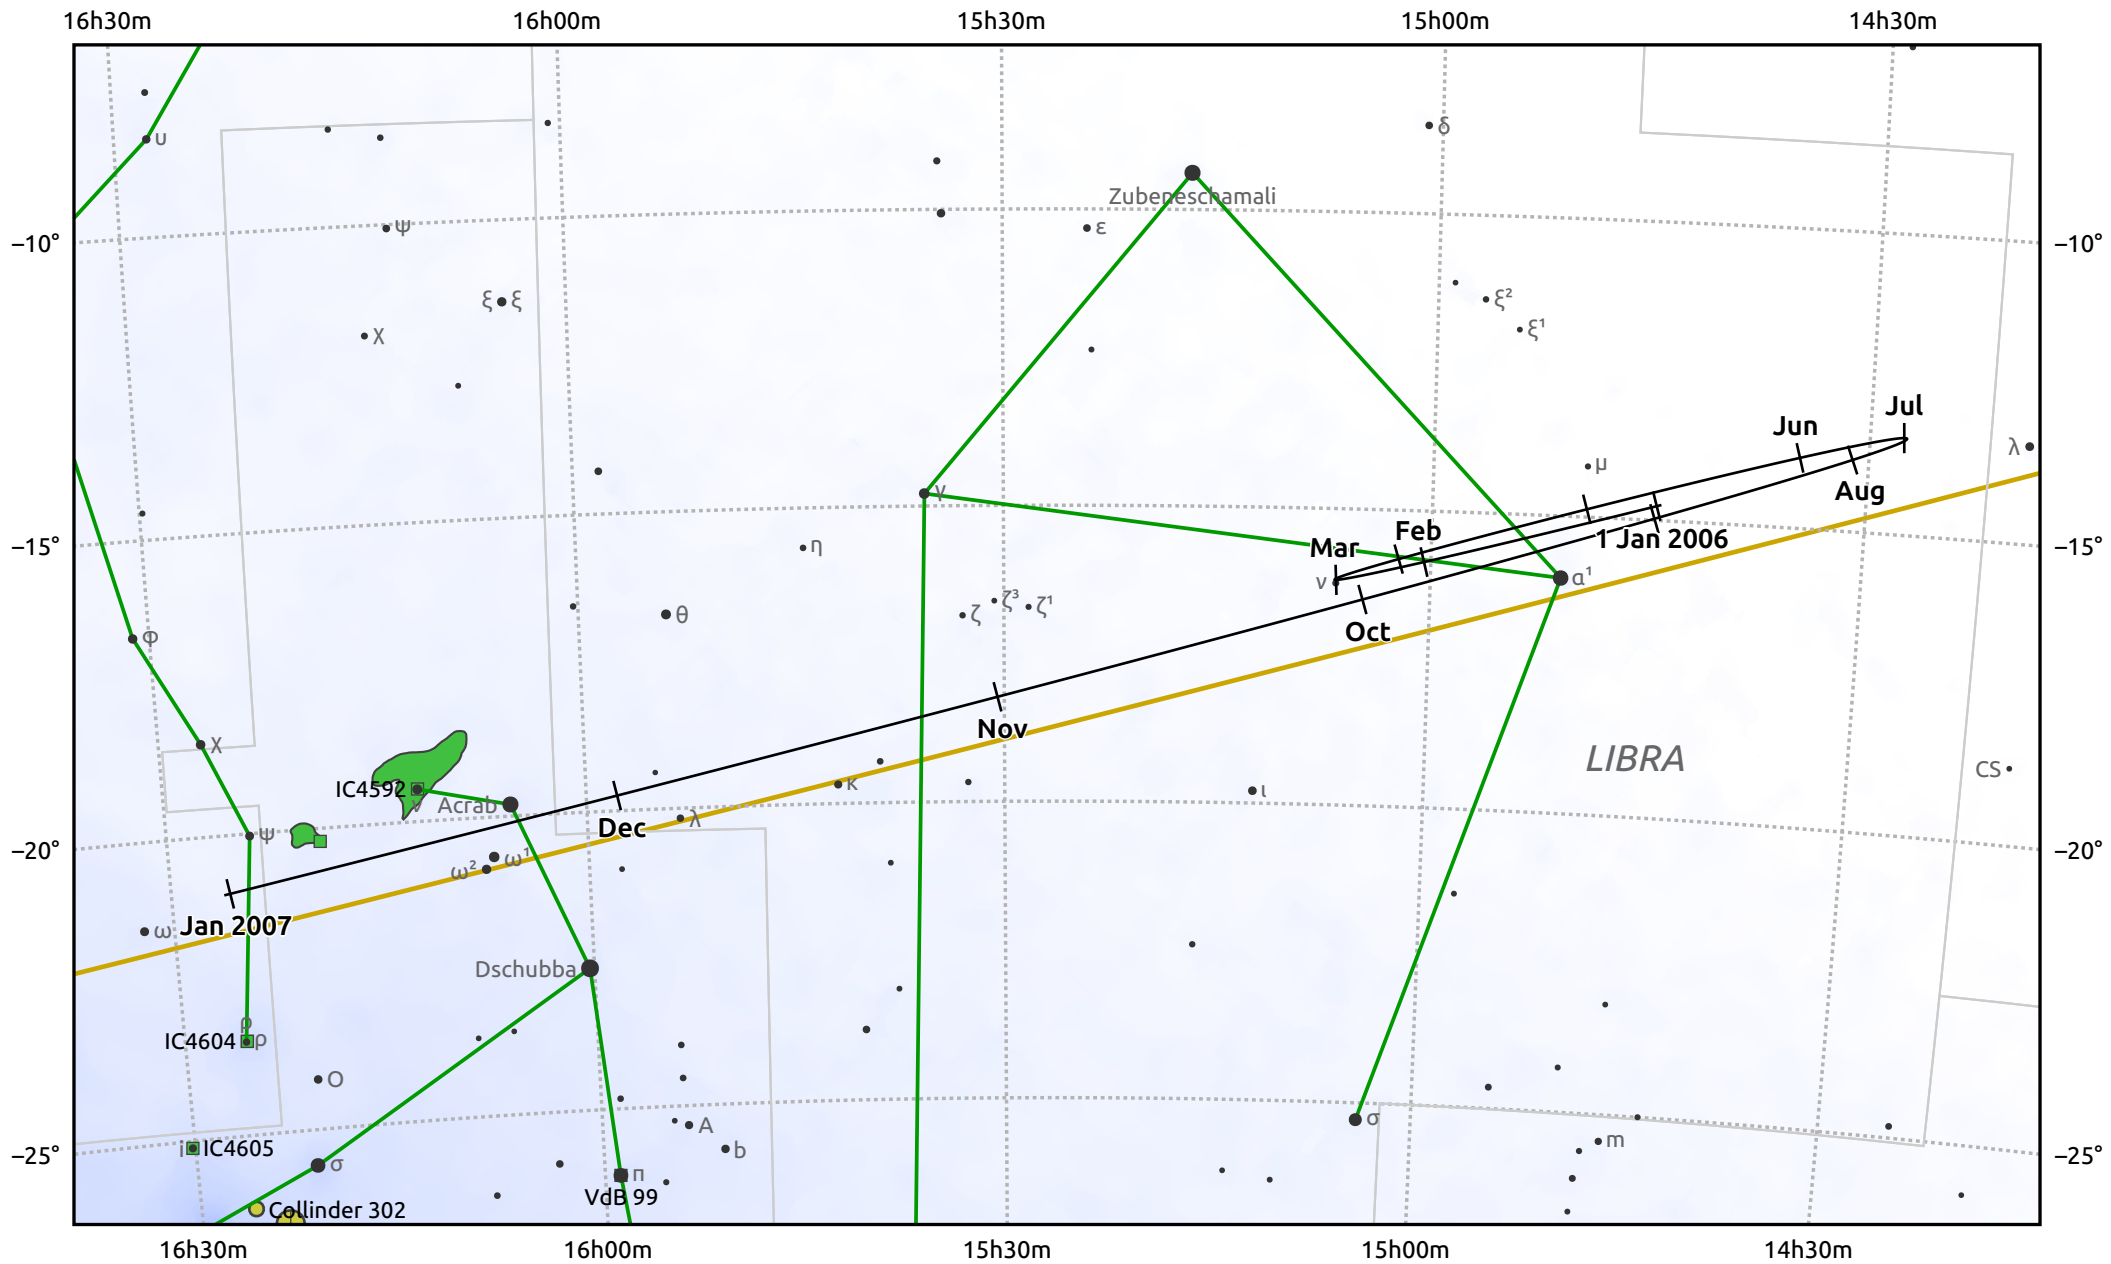 16h30m 16h00m 15h30m 15h00m 14h30m
υ
δ
Zubeneschamali
ψ
ε
−10° −10°
ξ ξ
ξ²
ξ¹
χ
Jul
Jun
λ
μ
γ
Aug
Feb
1 Jan 2006
−15° η Mar −15°
ν
α¹
ζ ζ³ ζ¹
θ
Oct
φ
Nov
χ
LIBRA
CS
IC4592
κ
ι
ν Acrab
λ
Dec
ψ
−20° −20°
ω¹
ω²
Jan 2007
ω
Dschubba
ρ
IC4604 ρ
O
σ
A
m
i IC4605
b
−25° −25°
σ
π
VdB 99
Collinder 302
16h30m 16h00m 15h30m 15h00m 14h30m